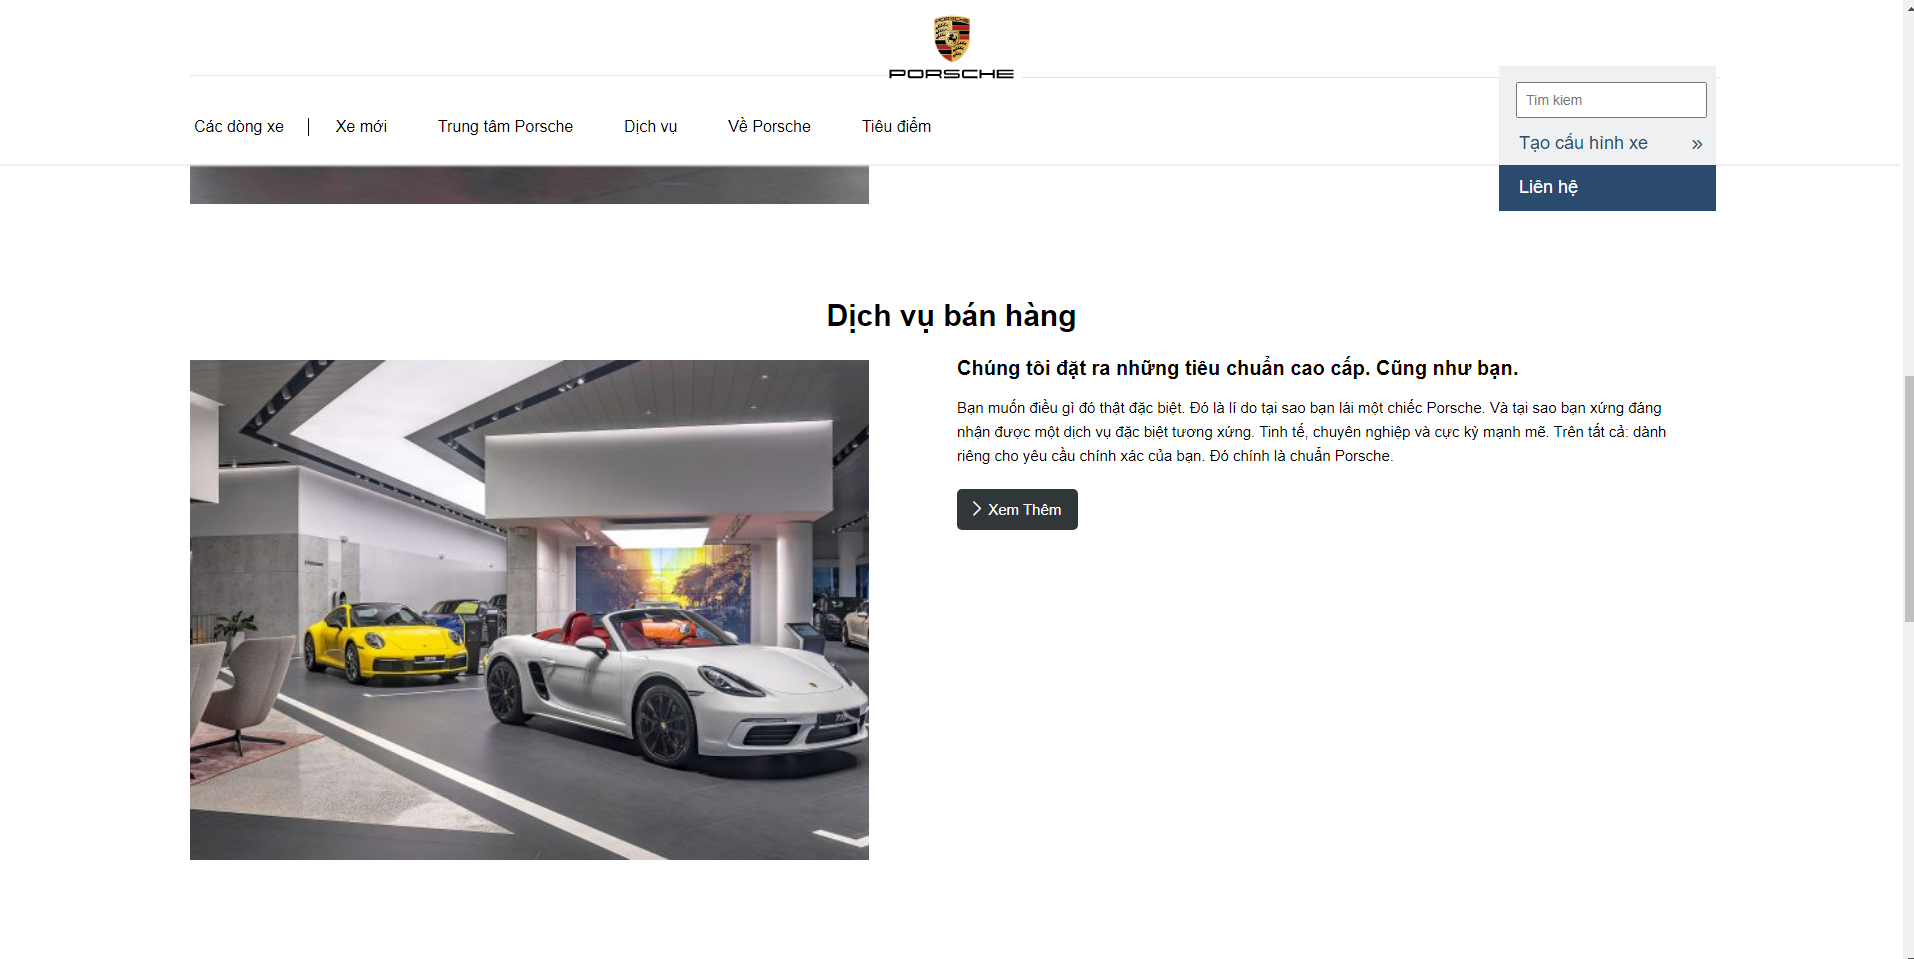 PORSCHE
Tim kiem
Tạo cấu hình xe »
Liên hệ
Các dòng xe | Xe mới Trung tâm Porsche Dịch vụ Về Porsche Tiêu điểm
Dịch vụ bán hàng
Chúng tôi đặt ra những tiêu chuẩn cao cấp. Cũng như bạn.
Bạn muốn điều gì đó thật đặc biệt. Đó là lí do tại sao bạn lái một chiếc Porsche. Và tại sao bạn xứng đáng
nhận được một dịch vụ đặc biệt tương xứng. Tinh tế, chuyên nghiệp và cực kỳ mạnh mẽ. Trên tất cả: dành
riêng cho yêu cầu chính xác của bạn. Đó chính là chuẩn Porsche.
Xem Thêm